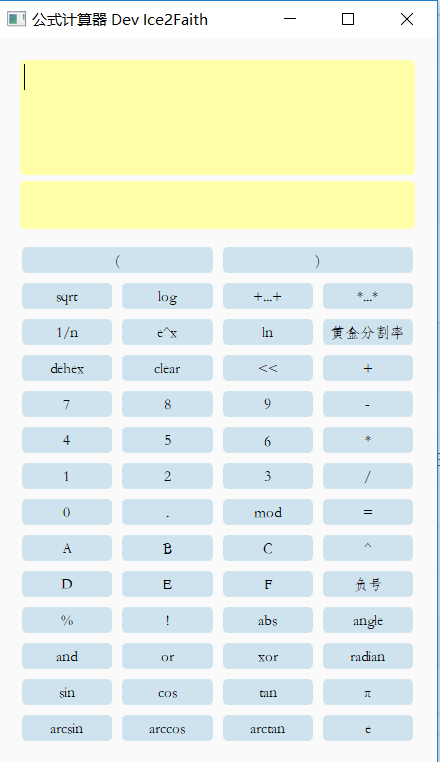 公式计算器 Dev Ice2Faith
( )
sqrt log +...+ *...*
1/n e^x ln 黄金分割率
dehex clear << +
7 8 9 -
4 5 6 *
1 2 3 /
0 . mod =
A B C ^
D E F 负号
% ! abs angle
and or xor radian
sin cos tan π
arcsin arccos arctan e